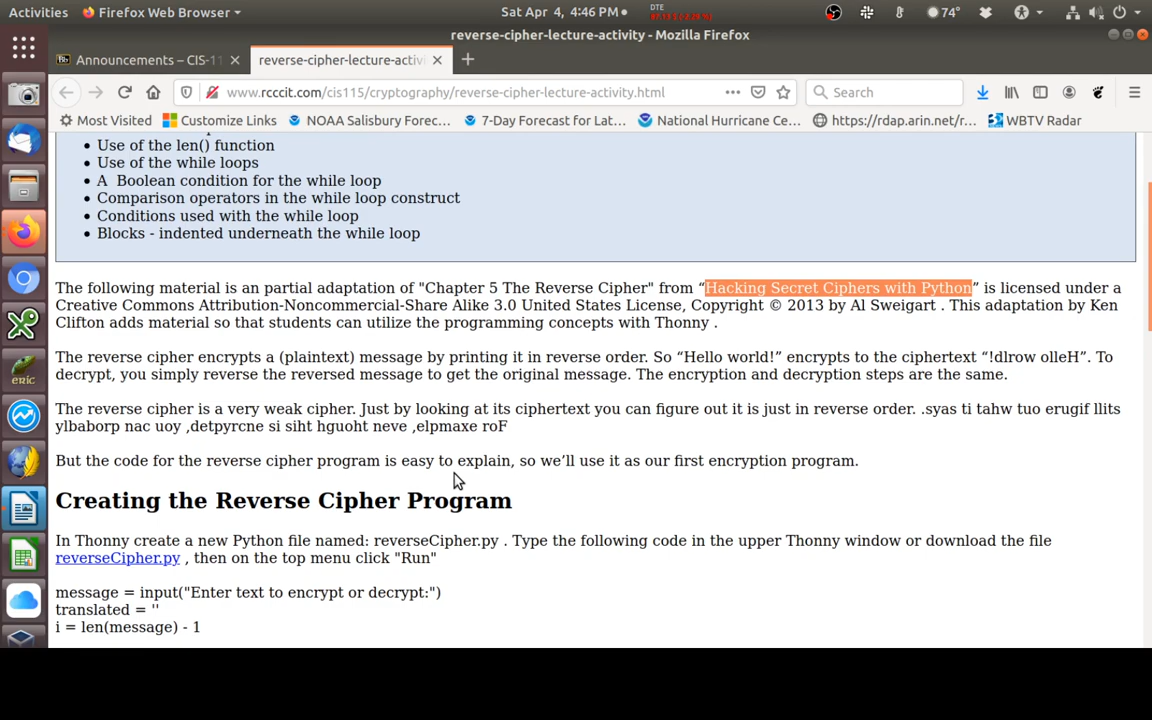 Activities Firefox Web Browser Sat Apr 4, 4:46 PM DTE 74°
reverse-cipher-lecture-activity - Mozilla Firefox
Announcements – CIS-11 reverse-cipher-lecture-activi
www.rcccit.com/cis115/cryptography/reverse-cipher-lecture-activity.html Search
Most Visited Customize Links NOAA Salisbury Forec... 7-Day Forecast for Lat... National Hurricane Ce... https://rdap.arin.net/r... WBTV Radar
• Use of the len() function
• Use of the while loops
• A Boolean condition for the while loop
• Comparison operators in the while loop construct
• Conditions used with the while loop
• Blocks - indented underneath the while loop
The following material is an partial adaptation of "Chapter 5 The Reverse Cipher" from “Hacking Secret Ciphers with Python” is licensed under a
Creative Commons Attribution-Noncommercial-Share Alike 3.0 United States License, Copyright © 2013 by Al Sweigart . This adaptation by Ken
Clifton adds material so that students can utilize the programming concepts with Thonny .
The reverse cipher encrypts a (plaintext) message by printing it in reverse order. So “Hello world!” encrypts to the ciphertext “!dlrow olleH”. To
decrypt, you simply reverse the reversed message to get the original message. The encryption and decryption steps are the same.
The reverse cipher is a very weak cipher. Just by looking at its ciphertext you can figure out it is just in reverse order. .syas ti tahw tuo erugif llits
ylbaborp nac uoy ,detpyrcne si siht hguoht neve ,elpmaxe roF
But the code for the reverse cipher program is easy to explain, so we’ll use it as our first encryption program.
Creating the Reverse Cipher Program
In Thonny create a new Python file named: reverseCipher.py . Type the following code in the upper Thonny window or download the file
reverseCipher.py , then on the top menu click "Run"
message = input("Enter text to encrypt or decrypt:")
translated = ''
i = len(message) - 1
eric